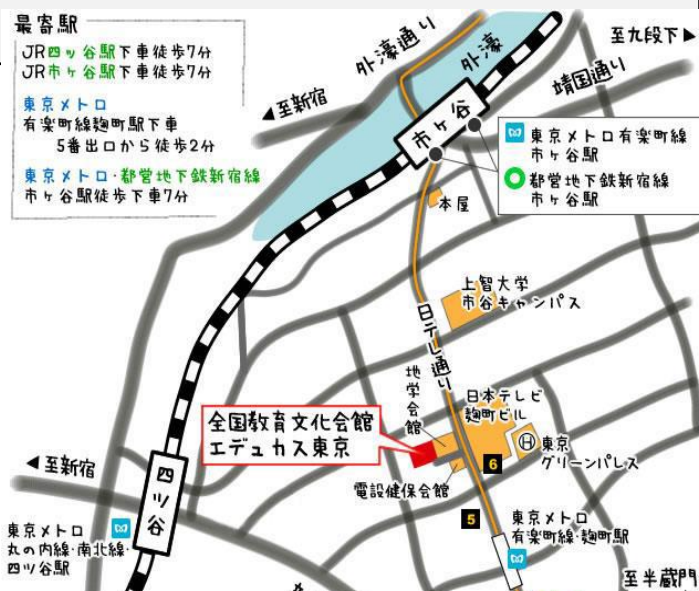 最寄駅
JR四ッ谷駅下車徒歩7分
JR市ヶ谷駅下車徒歩7分
東京メトロ
有楽町線麹町駅下車
5番出口から徒歩2分
東京メトロ・都営地下鉄新宿線
市ヶ谷駅徒歩下車7分
外濠通り
外濠
至九段下▶
◀至新宿
靖国通り
市ヶ谷
東京メトロ有楽町線
市ヶ谷駅
都営地下鉄新宿線
市ヶ谷駅
本屋
上智大学
市谷キャンパス
日テレ通り
地学会館
日本テレビ
麹町ビル
全国教育文化会館
エデュカス東京
H 東京
グリーンパレス
6
電設健保会館
◀至新宿
四ツ谷
5
東京メトロ
丸の内線・南北線・
四ツ谷駅
東京メトロ
有楽町線・麹町駅
至半蔵門